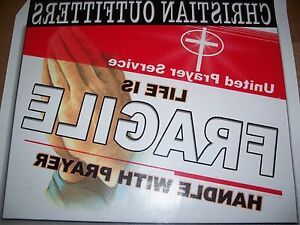 CHRISTIAN OUTFITTERS
United Prayer Service
LIFE IS
FRAGILE
HANDLE WITH PRAYER